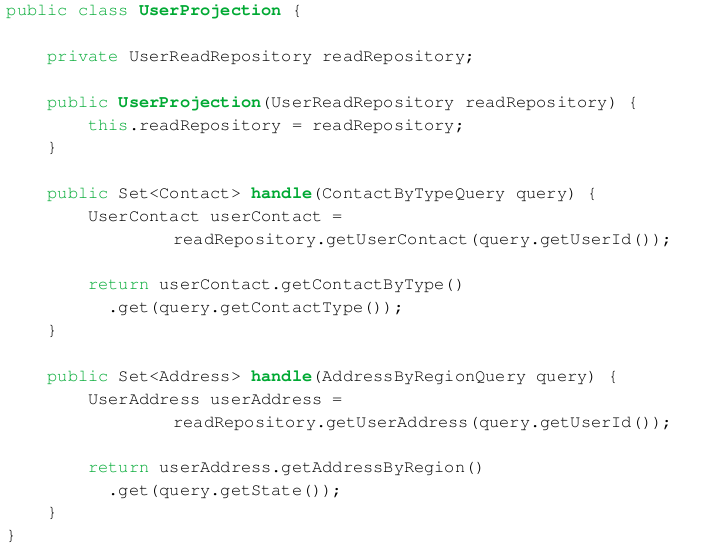 public class UserProjection {

    private UserReadRepository readRepository;

    public UserProjection(UserReadRepository readRepository) {
        this.readRepository = readRepository;
    }

    public Set<Contact> handle(ContactByTypeQuery query) {
        UserContact userContact =
                readRepository.getUserContact(query.getUserId());

        return userContact.getContactByType()
          .get(query.getContactType());
    }

    public Set<Address> handle(AddressByRegionQuery query) {
        UserAddress userAddress =
                readRepository.getUserAddress(query.getUserId());

        return userAddress.getAddressByRegion()
          .get(query.getState());
    }
}